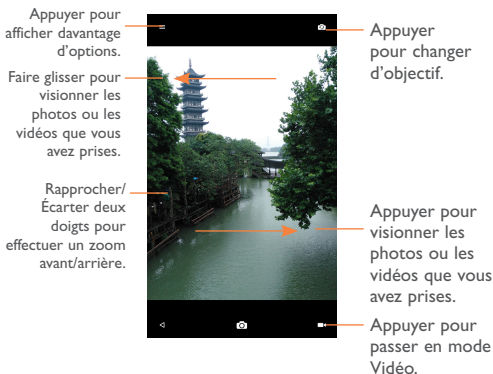 Appuyer pour
afficher davantage
d'options.
Faire glisser pour
visionner les
photos ou les
vidéos que vous
avez prises.
Rapprocher/
Écarter deux
doigts pour
effectuer un zoom
avant/arrière.
Appuyer
pour changer
d'objectif.
Appuyer pour
visionner les
photos ou les
vidéos que vous
avez prises.
Appuyer pour
passer en mode
Vidéo.